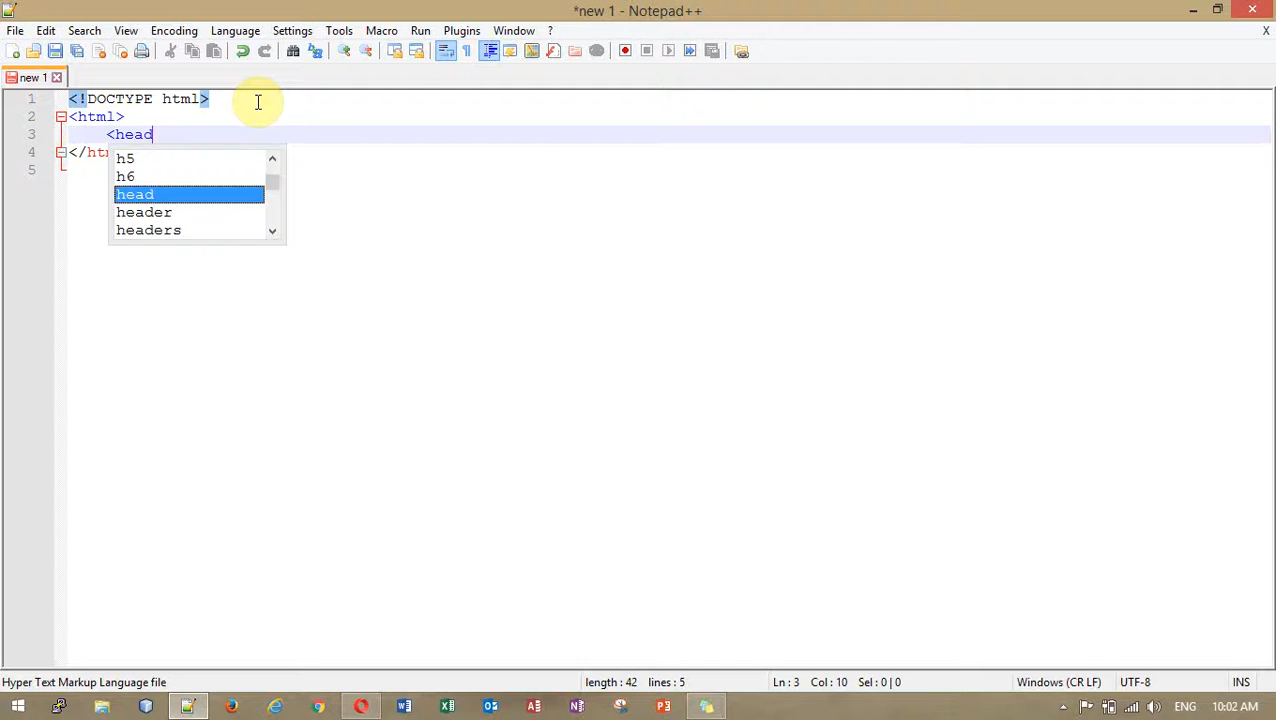 *new 1 - Notepad++
File Edit Search View Encoding Language Settings Tools Macro Run Plugins Window ? X
new 1
1 <!DOCTYPE html>
2 <html>
3 <head
4 </htm
5
h5
h6
head
header
headers
Hyper Text Markup Language file length : 42 lines : 5 Ln : 3 Col : 10 Sel : 0 | 0 Windows (CR LF) UTF-8 INS
ENG 10:02 AM